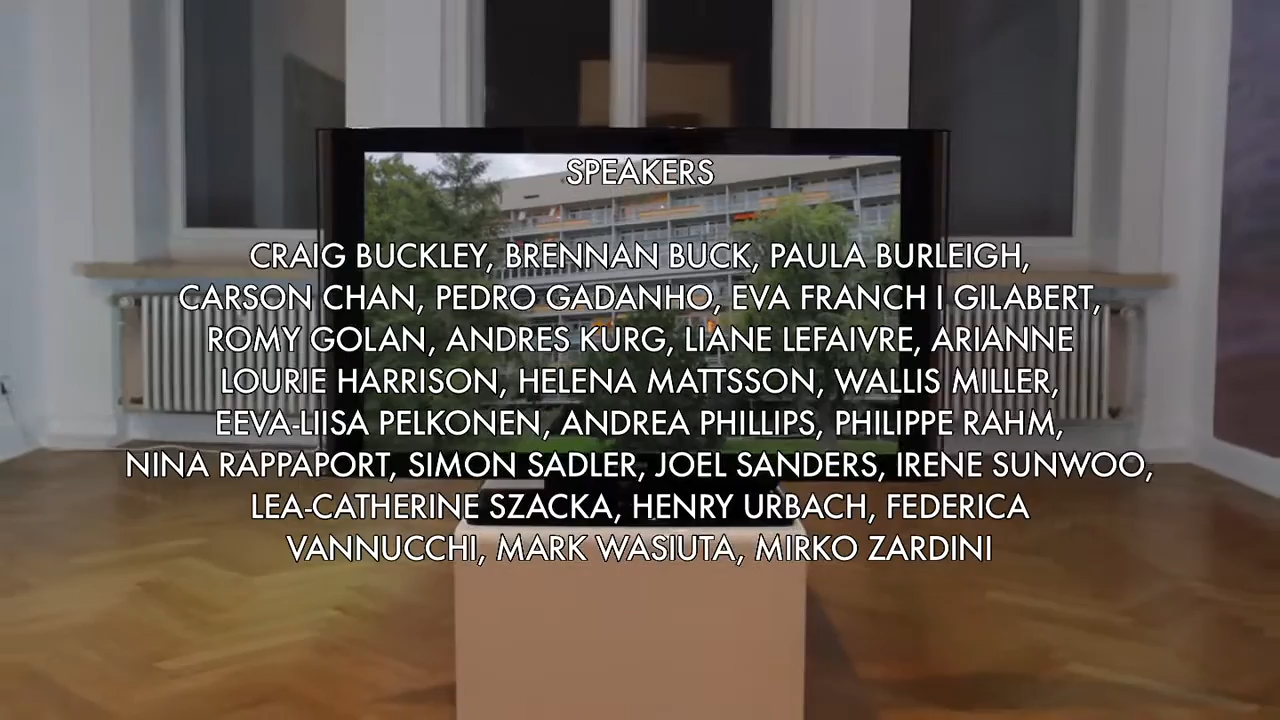 SPEAKERS
CRAIG BUCKLEY, BRENNAN BUCK, PAULA BURLEIGH,
CARSON CHAN, PEDRO GADANHO, EVA FRANCH I GILABERT,
ROMY GOLAN, ANDRES KURG, LIANE LEFAIVRE, ARIANNE
LOURIE HARRISON, HELENA MATTSSON, WALLIS MILLER,
EEVA-LIISA PELKONEN, ANDREA PHILLIPS, PHILIPPE RAHM,
NINA RAPPAPORT, SIMON SADLER, JOEL SANDERS, IRENE SUNWOO,
LEA-CATHERINE SZACKA, HENRY URBACH, FEDERICA
VANNUCCHI, MARK WASIUTA, MIRKO ZARDINI